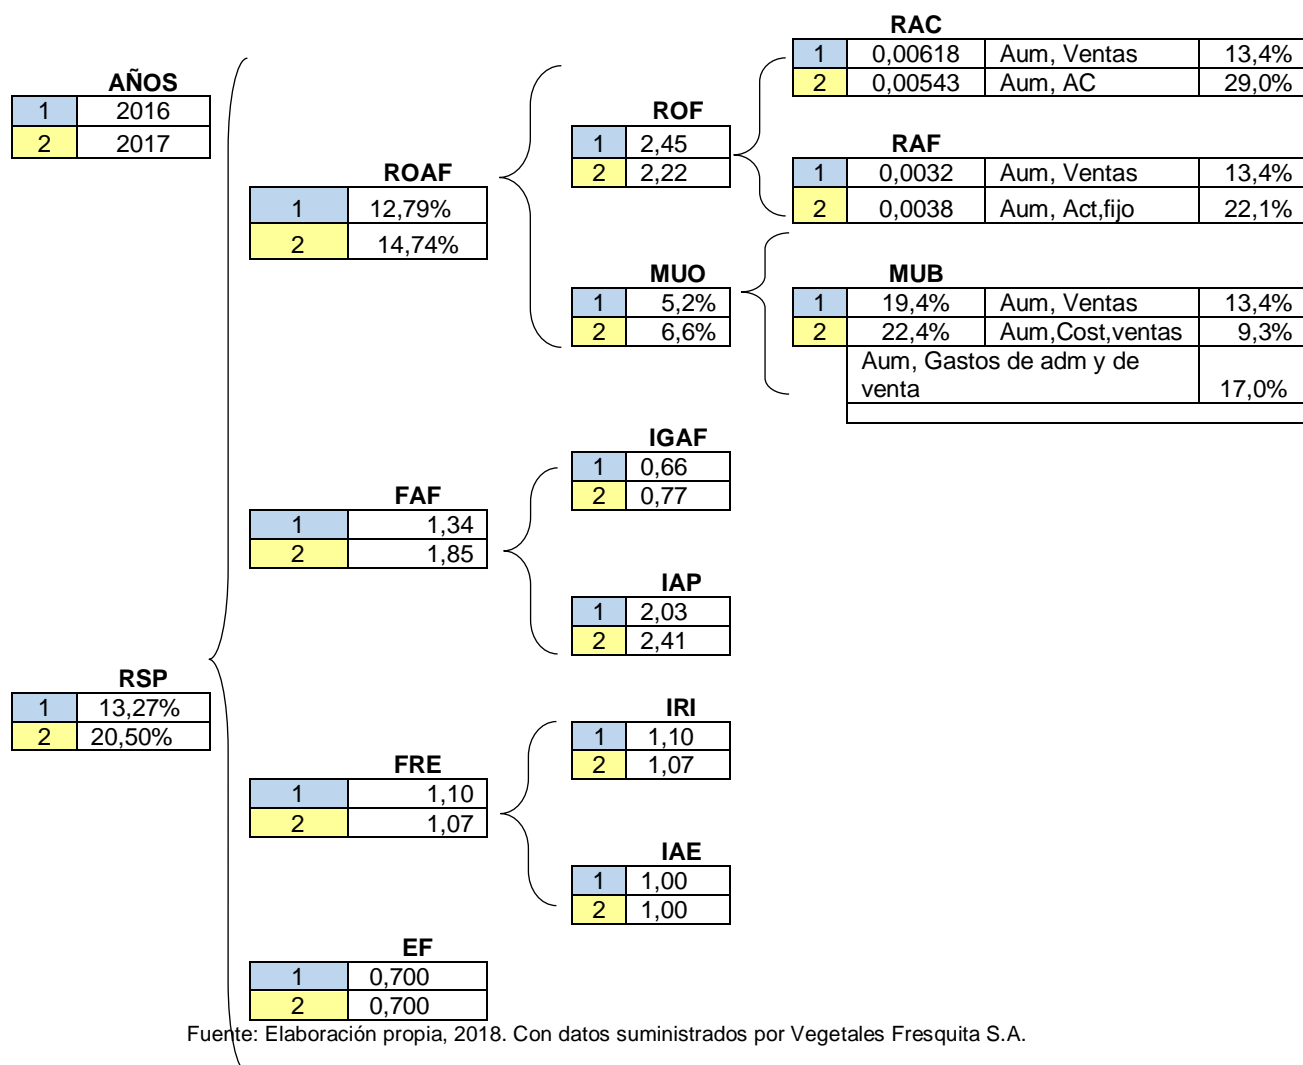 AÑOS
1 2016
2 2017
RSP
1 13,27%
2 20,50%
ROAF
1 12,79%
2 14,74%
FAF
1 1,34
2 1,85
FRE
1 1,10
2 1,07
EF
1 0,700
2 0,700
ROF
1 2,45
2 2,22
MUO
1 5,2%
2 6,6%
IGAF
1 0,66
2 0,77
IAP
1 2,03
2 2,41
IRI
1 1,10
2 1,07
IAE
1 1,00
2 1,00
RAC
1 0,00618 Aum, Ventas 13,4%
2 0,00543 Aum, AC 29,0%
RAF
1 0,0032 Aum, Ventas 13,4%
2 0,0038 Aum, Act,fijo 22,1%
MUB
1 19,4% Aum, Ventas 13,4%
2 22,4% Aum,Cost,ventas 9,3%
Aum, Gastos de adm y de
venta 17,0%
Fuente: Elaboración propia, 2018. Con datos suministrados por Vegetales Fresquita S.A.